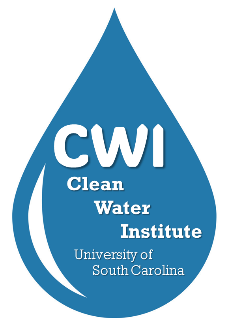 CWI
Clean
Water
Institute
University of
South Carolina